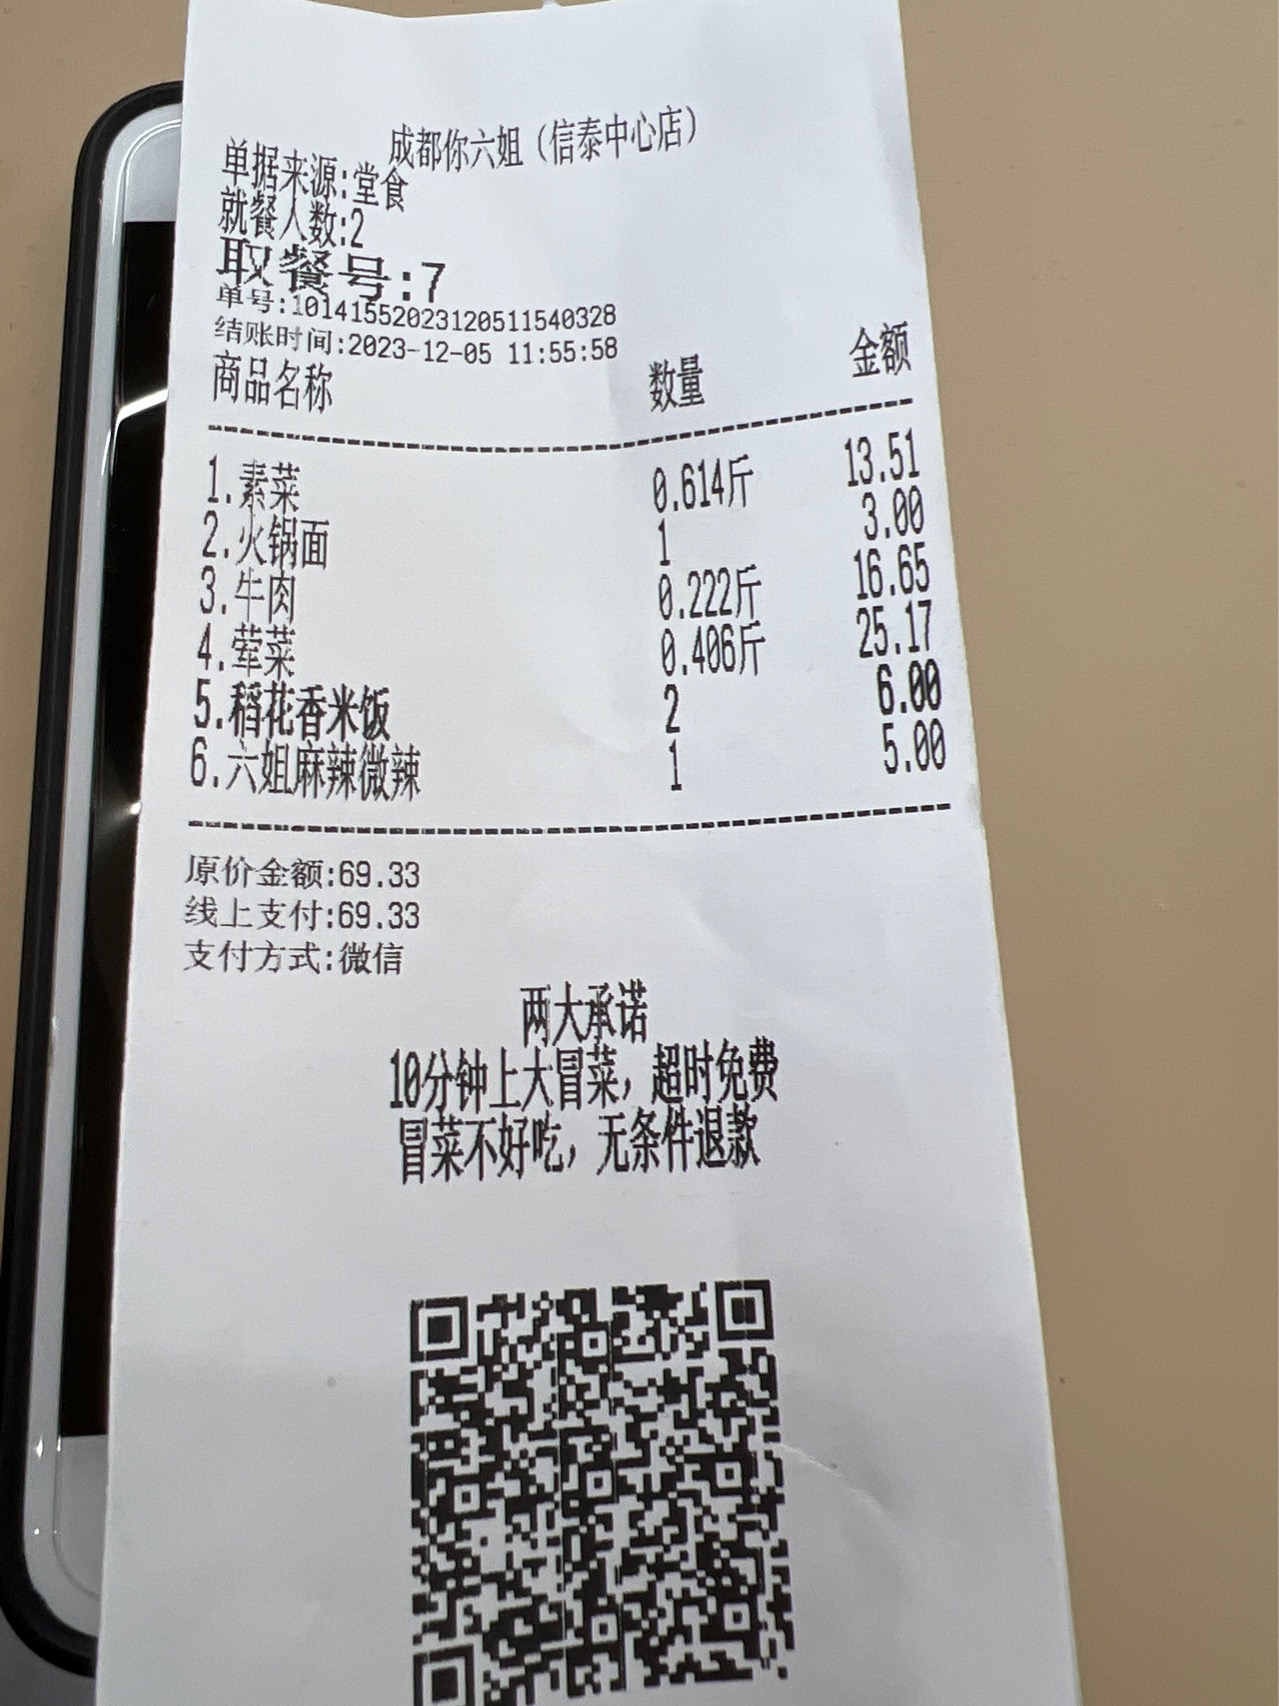 成都你六姐（信泰中心店）
单据来源:堂食
就餐人数:2
取餐号:7
单号:10141552023120511540328
结账时间:2023-12-05 11:55:58
商品名称 数量 金额
1.素菜 0.614斤 13.51
2.火锅面 1 3.00
3.牛肉 0.222斤 16.65
4.荤菜 0.406斤 25.17
5.稻花香米饭 2 6.00
6.六姐麻辣微辣 1 5.00
原价金额:69.33
线上支付:69.33
支付方式:微信
两大承诺
10分钟上大冒菜，超时免费
冒菜不好吃，无条件退款